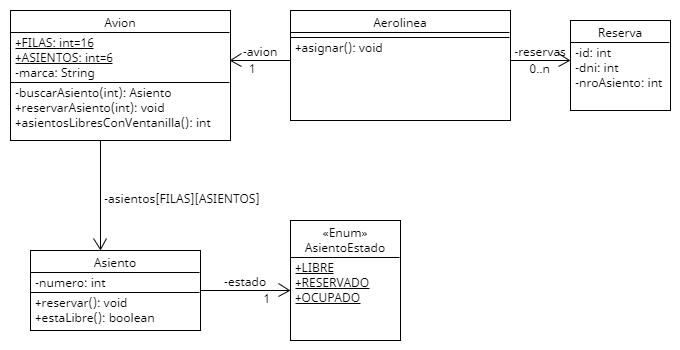 Avion
+FILAS: int=16
+ASIENTOS: int=6
-marca: String
-buscarAsiento(int): Asiento
+reservarAsiento(int): void
+asientosLibresConVentanilla(): int
-avion
1
Aerolinea
+asignar(): void
-reservas
0..n
Reserva
-id: int
-dni: int
-nroAsiento: int
-asientos[FILAS][ASIENTOS]
Asiento
-numero: int
+reservar(): void
+estaLibre(): boolean
-estado
1
«Enum»
AsientoEstado
+LIBRE
+RESERVADO
+OCUPADO